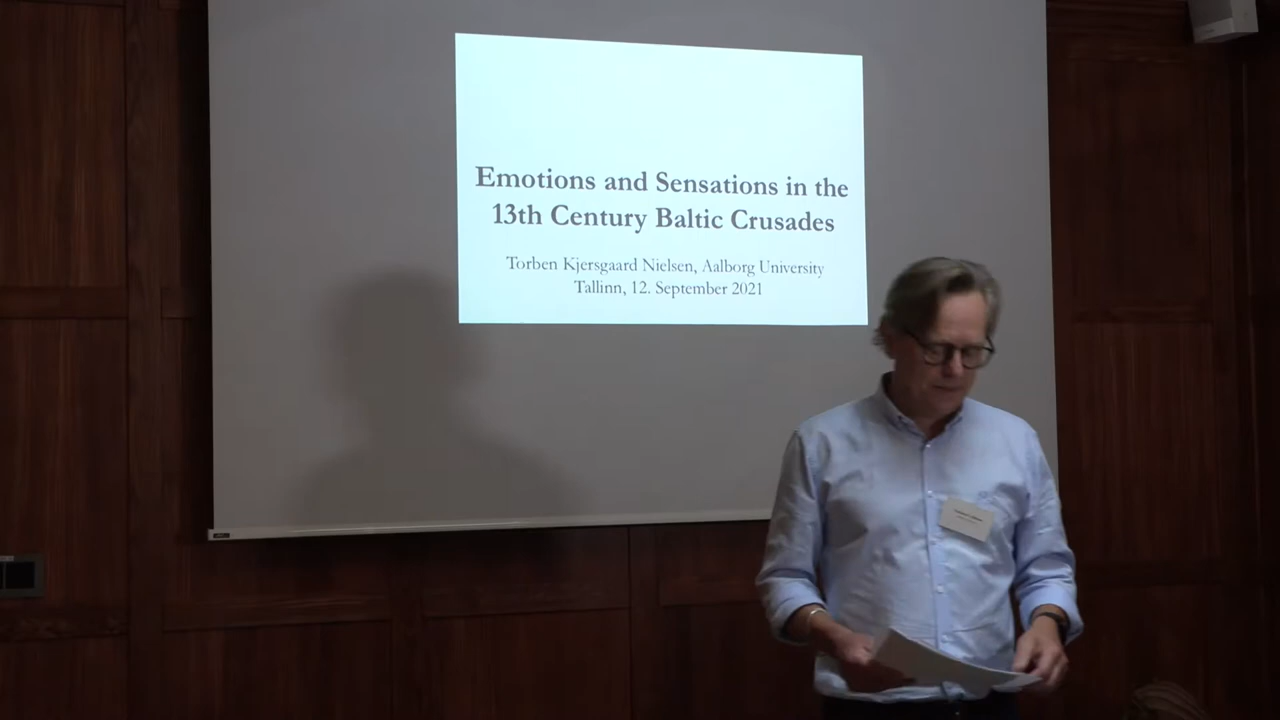 Emotions and Sensations in the
13th Century Baltic Crusades
Torben Kjersgaard Nielsen, Aalborg University
Tallinn, 12. September 2021